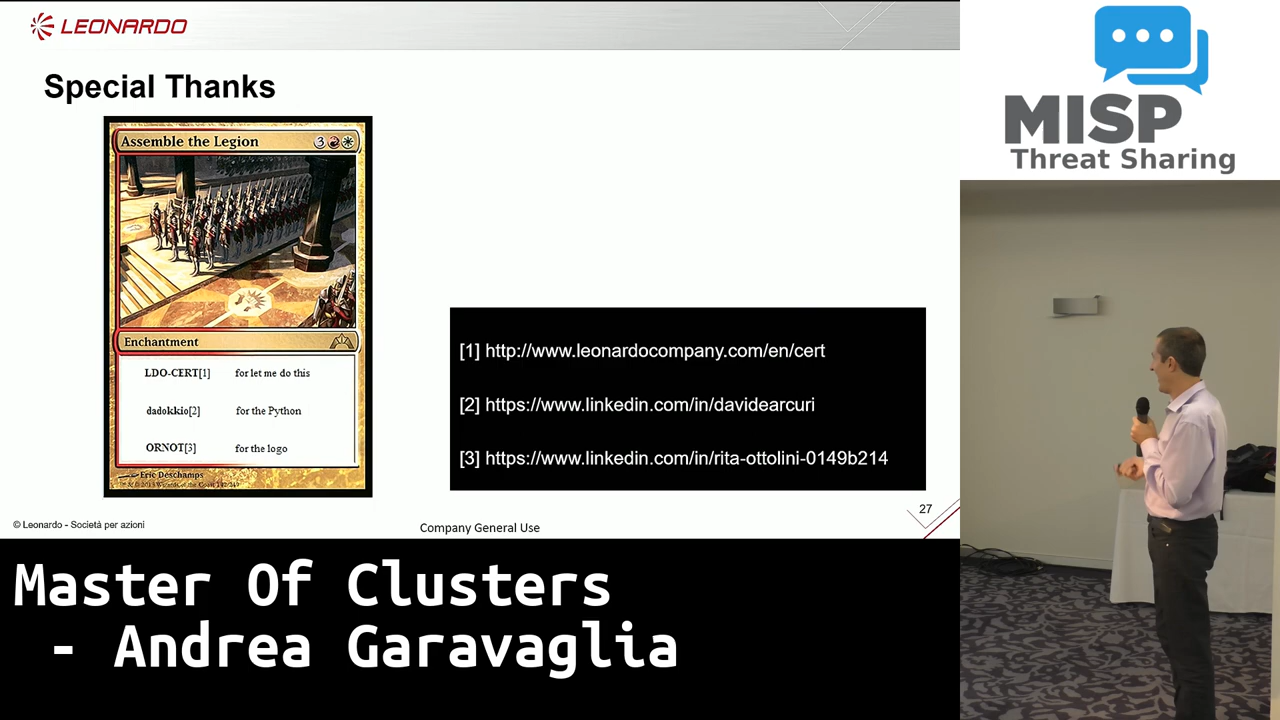 LEONARDO
Special Thanks
Assemble the Legion 3
Enchantment
LDO-CERT[1] for let me do this
dadokkio[2] for the Python
ORNOT[3] for the logo
Eric Deschamps
[1] http://www.leonardocompany.com/en/cert
[2] https://www.linkedin.com/in/davidearcuri
[3] https://www.linkedin.com/in/rita-ottolini-0149b214
27
© Leonardo - Società per azioni
Company General Use
MISP
Threat Sharing
Master Of Clusters
- Andrea Garavaglia